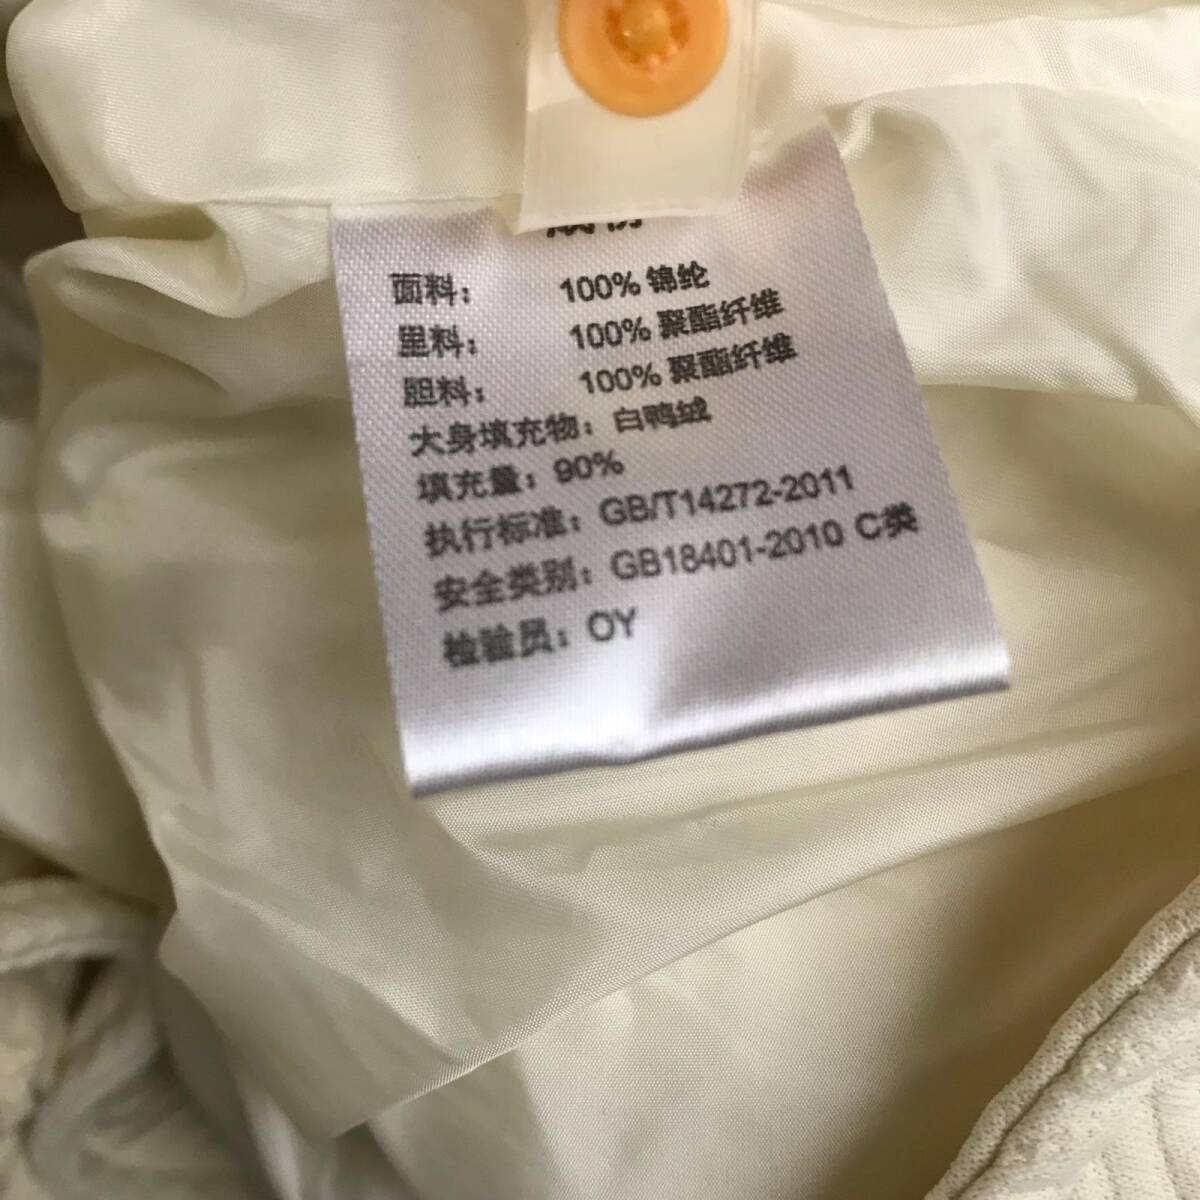 面料： 100% 锦纶
里料： 100% 聚酯纤维
胆料： 100% 聚酯纤维
大身填充物：白鸭绒
填充量：90%
执行标准：GB/T14272-2011
安全类别：GB18401-2010 C类
检验员：OY